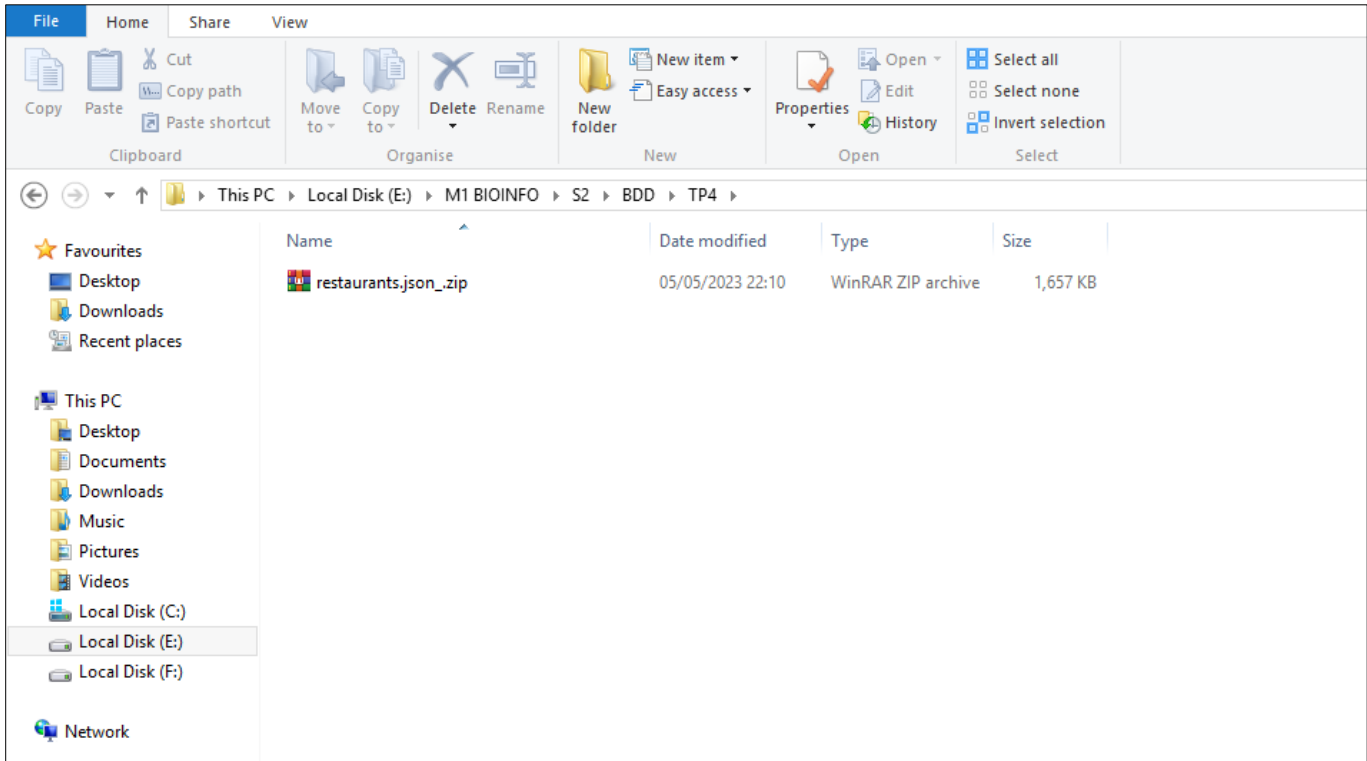 File Home Share View
Cut
Copy path
Paste shortcut
Copy Paste
Clipboard
Move to Copy to Delete Rename
Organise
New folder
New item
Easy access
New
Properties
Open
Edit
History
Open
Select all
Select none
Invert selection
Select
This PC Local Disk (E:) M1 BIOINFO S2 BDD TP4
Favourites
Desktop
Downloads
Recent places
This PC
Desktop
Documents
Downloads
Music
Pictures
Videos
Local Disk (C:)
Local Disk (E:)
Local Disk (F:)
Network
Name Date modified Type Size
restaurants.json_.zip 05/05/2023 22:10 WinRAR ZIP archive 1,657 KB